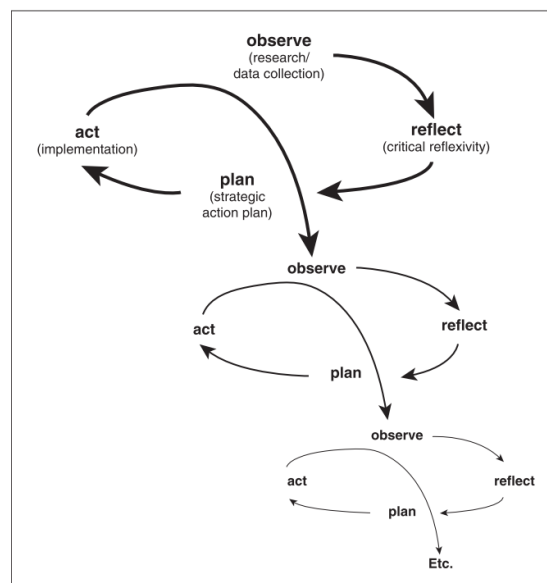 observe
(research/
data collection)
reflect
(critical reflexivity)
plan
(strategic
action plan)
act
(implementation)
observe
reflect
plan
act
observe
reflect
plan
act
Etc.